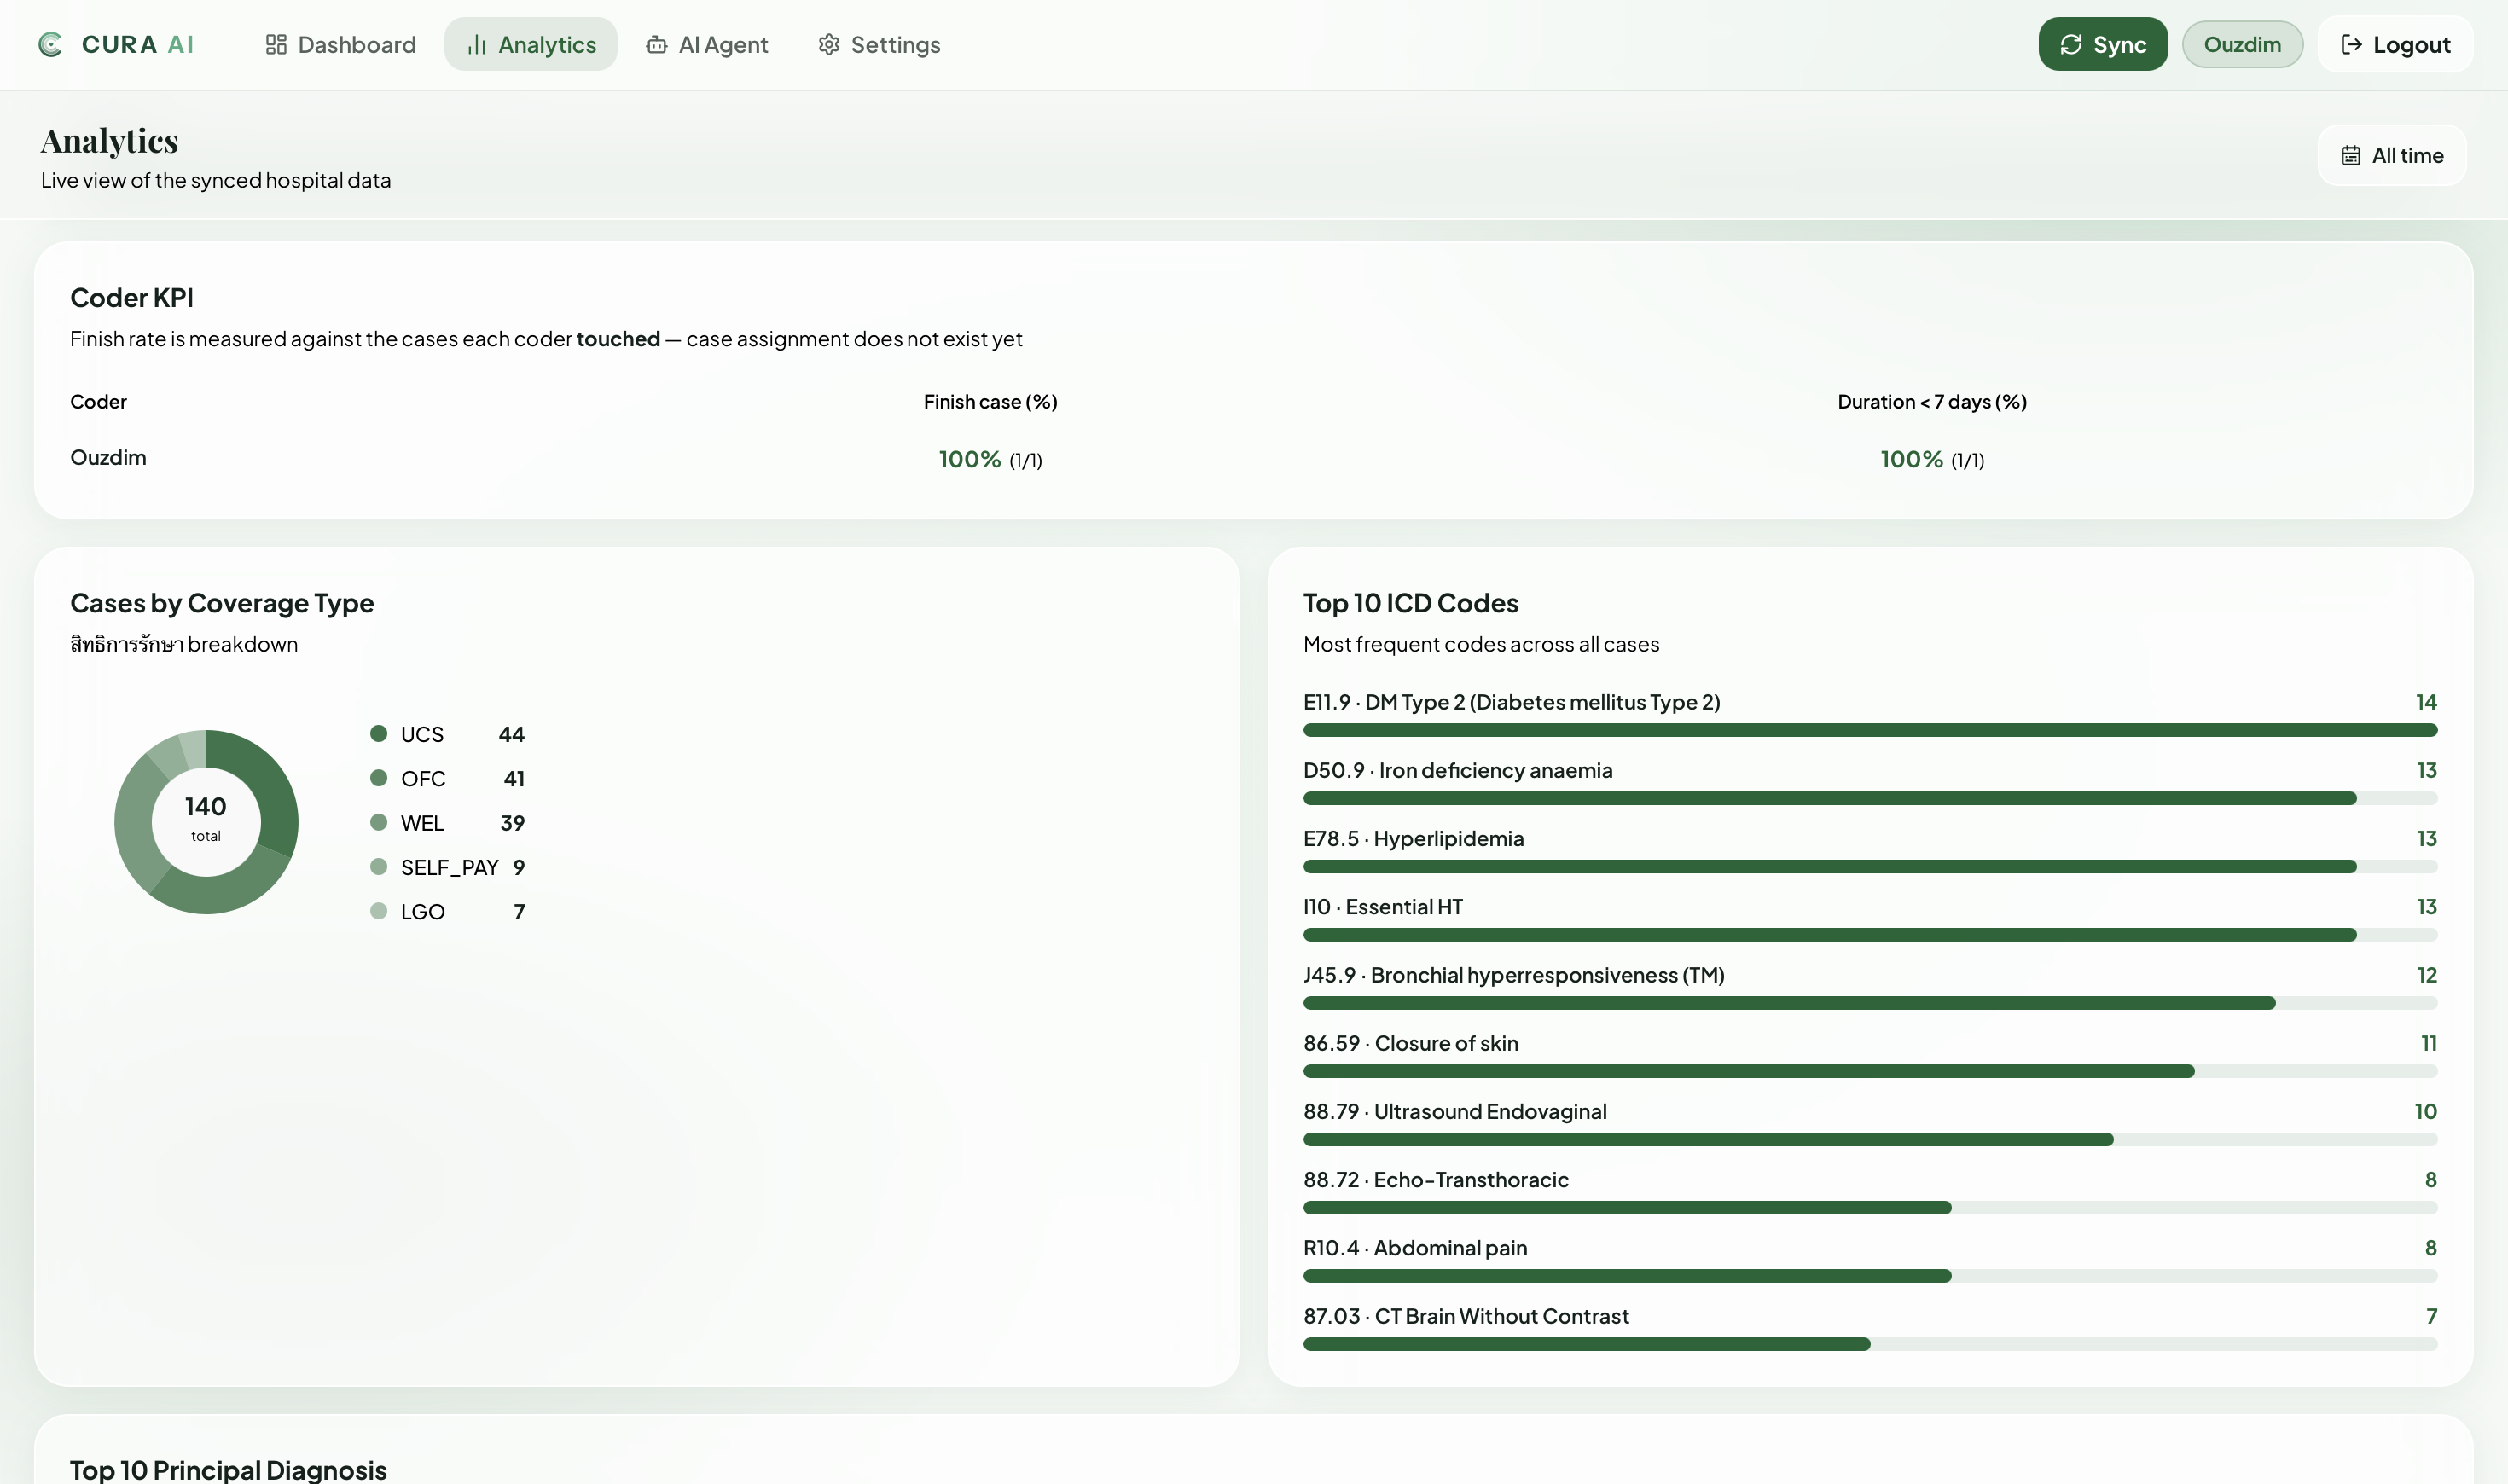 CURA AI
Dashboard
Analytics
AI Agent
Settings
Sync
Ouzdim
Logout
Analytics
Live view of the synced hospital data
All time
Coder KPI
Finish rate is measured against the cases each coder touched — case assignment does not exist yet
Coder Finish case (%) Duration < 7 days (%)
Ouzdim 100% (1/1) 100% (1/1)
Cases by Coverage Type
สิทธิการรักษา breakdown
140
total
UCS 44
OFC 41
WEL 39
SELF_PAY 9
LGO 7
Top 10 ICD Codes
Most frequent codes across all cases
E11.9 · DM Type 2 (Diabetes mellitus Type 2) 14
D50.9 · Iron deficiency anaemia 13
E78.5 · Hyperlipidemia 13
I10 · Essential HT 13
J45.9 · Bronchial hyperresponsiveness (TM) 12
86.59 · Closure of skin 11
88.79 · Ultrasound Endovaginal 10
88.72 · Echo-Transthoracic 8
R10.4 · Abdominal pain 8
87.03 · CT Brain Without Contrast 7
Top 10 Principal Diagnosis